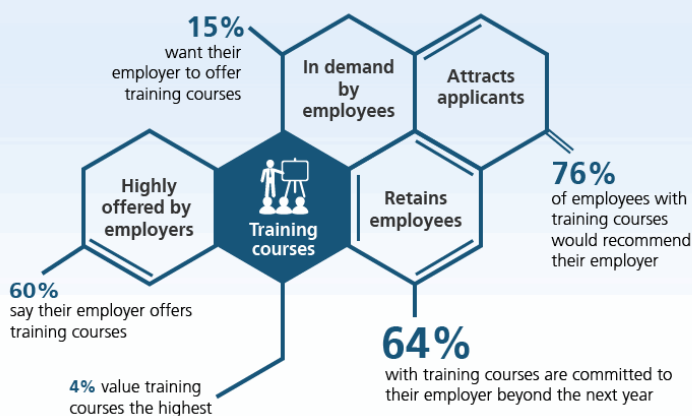 15%
want their
employer to offer
training courses
In demand
by
employees
Attracts
applicants
76%
of employees with
training courses
would recommend
their employer
Highly
offered by
employers
Training
courses
Retains
employees
60%
say their employer offers
training courses
64%
with training courses are committed to
their employer beyond the next year
4% value training
courses the highest